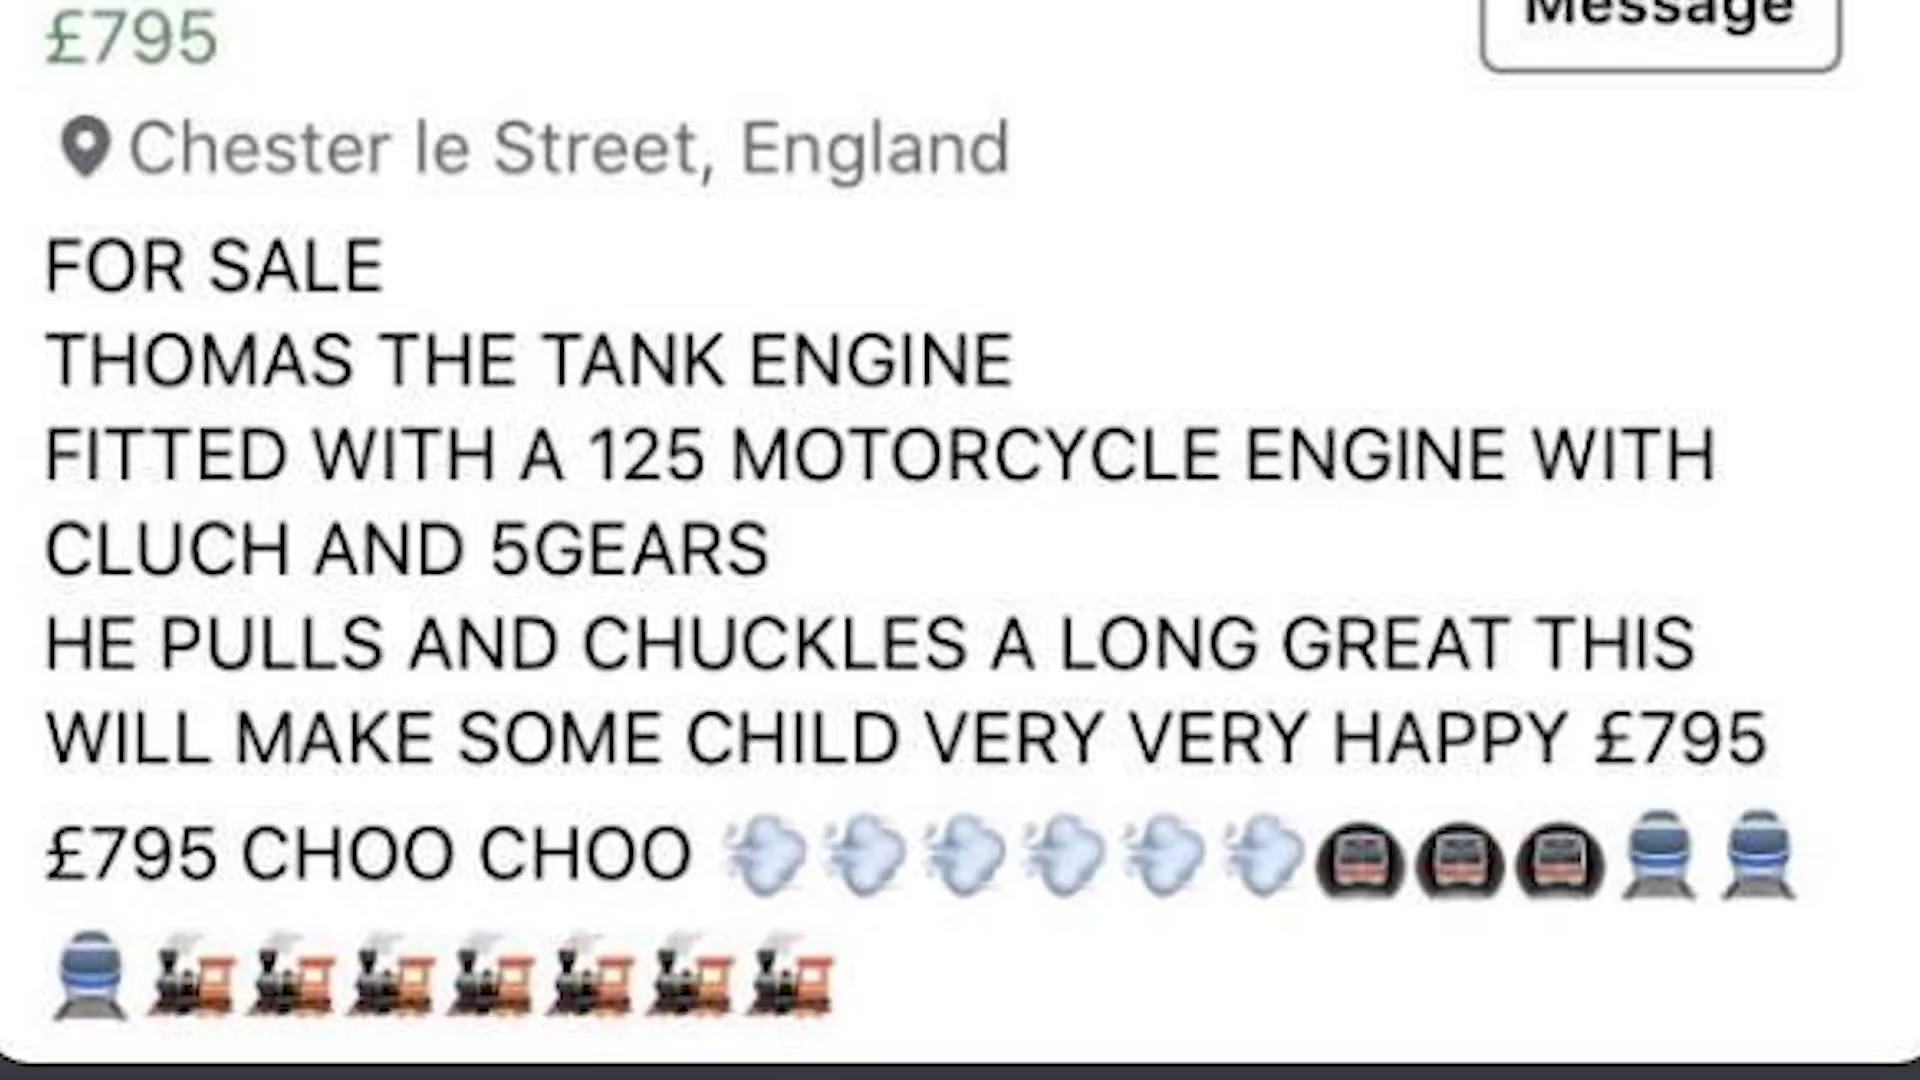 £795
Message
Chester le Street, England
FOR SALE
THOMAS THE TANK ENGINE
FITTED WITH A 125 MOTORCYCLE ENGINE WITH
CLUCH AND 5GEARS
HE PULLS AND CHUCKLES A LONG GREAT THIS
WILL MAKE SOME CHILD VERY VERY HAPPY £795
£795 CHOO CHOO 💨💨💨💨💨💨🚇🚇🚇🚆🚆
🚆🚂🚂🚂🚂🚂🚂🚂